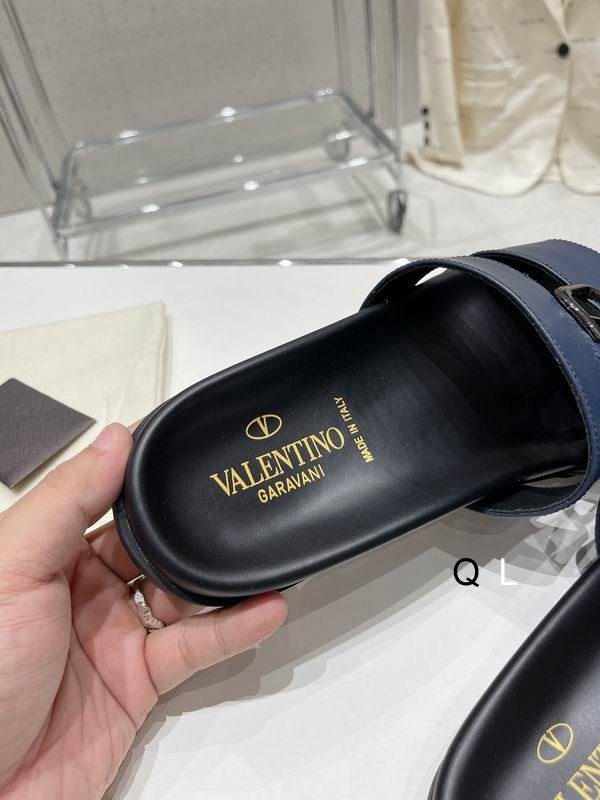 V
VALENTINO
GARAVANI
MADE IN ITALY
Q L
V